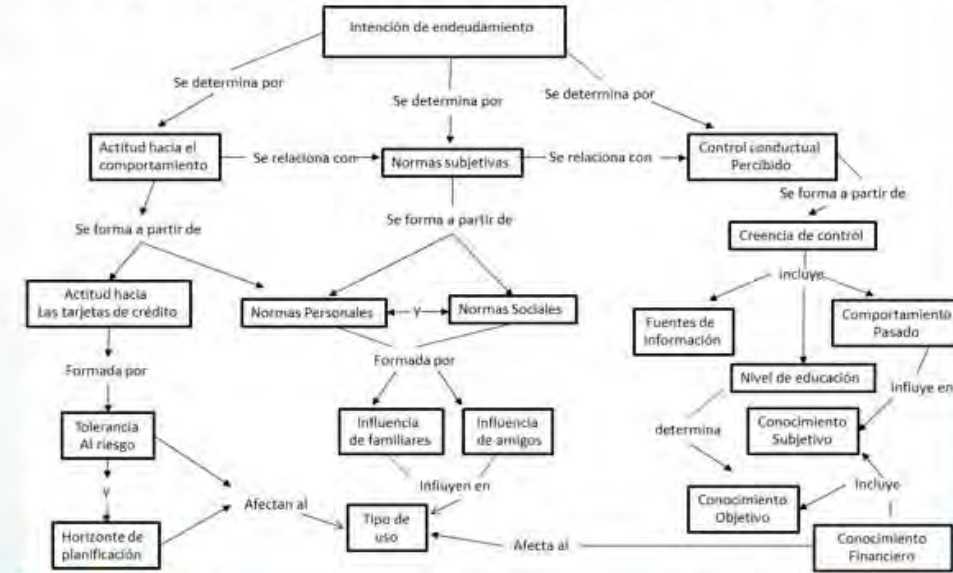 Intención de endeudamiento
Se determina por
Se determina por
Se determina por
Actitud hacia el
comportamiento
Se relaciona con
Normas subjetivas
Se relaciona con
Control conductual
Percibido
Se forma a partir de
Se forma a partir de
Se forma a partir de
Creencia de control
incluye
Actitud hacia
Las tarjetas de crédito
Normas Personales
Y
Normas Sociales
Fuentes de
Información
Comportamiento
Pasado
Formada por
Formada por
Nivel de educación
Influye en
Tolerancia
Al riesgo
Influencia
de familiares
Influencia
de amigos
determina
Conocimiento
Subjetivo
Y
Afectan al
Influyen en
Incluye
Conocimiento
Objetivo
Horizonte de
planificación
Tipo de
uso
Afecta al
Conocimiento
Financiero